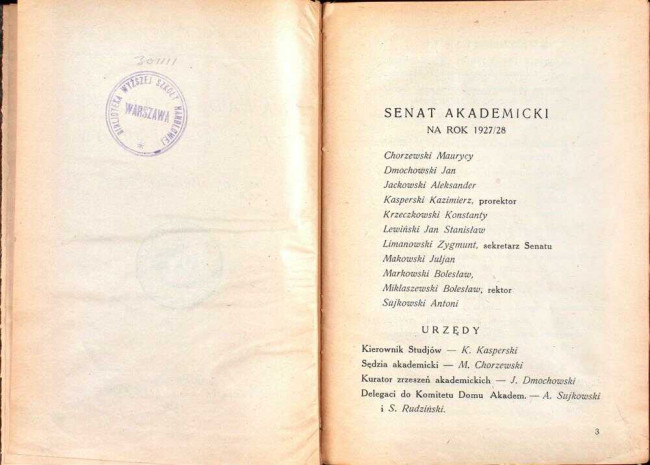 BIBLIOTEKA WYŻSZEJ SZKOŁY HANDLOWEJ
WARSZAWA
SENAT AKADEMICKI
NA ROK 1927/28
Chorzewski Maurycy
Dmochowski Jan
Jackowski Aleksander
Kasperski Kazimierz, prorektor
Krzeczkowski Konstanty
Lewiński Jan Stanisław
Limanowski Zygmunt, sekretarz Senatu
Makowski Juljan
Markowski Bolesław,
Miklaszewski Bolesław, rektor
Sujkowski Antoni
URZĘDY
Kierownik Studjów — K. Kasperski
Sędzia akademicki — M. Chorzewski
Kurator zrzeszeń akademickich — J. Dmochowski
Delegaci do Komitetu Domu Akadem. — A. Sujkowski
i S. Rudziński.
3